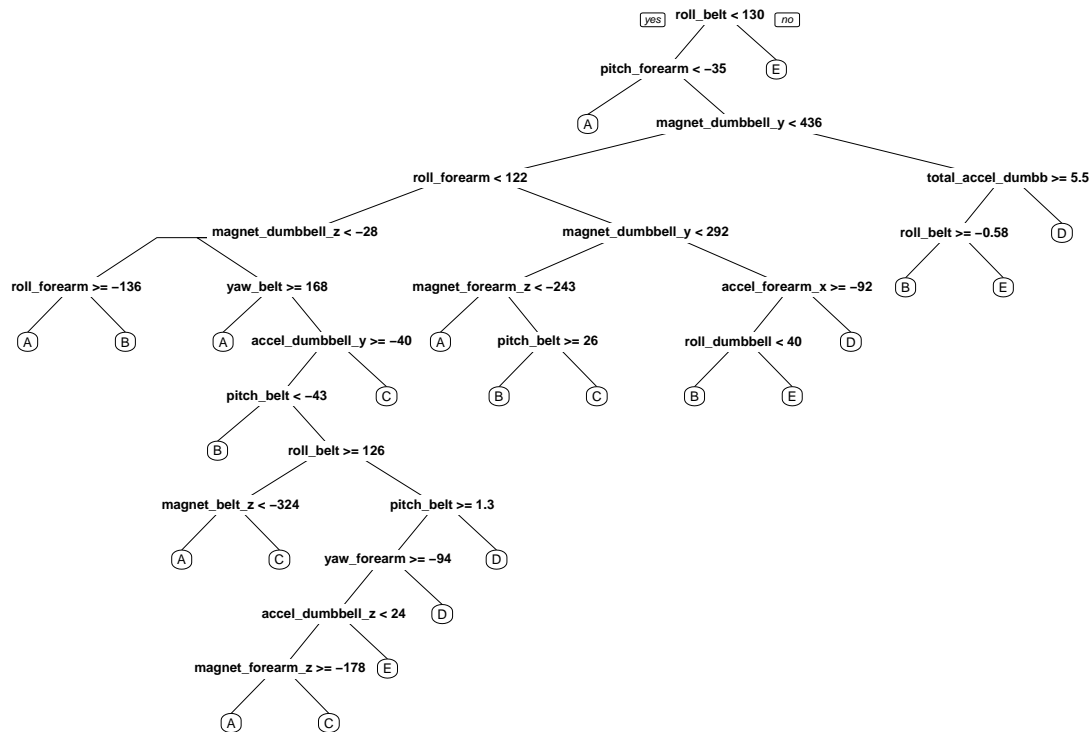 yes roll_belt < 130 no
pitch_forearm < −35 E
A magnet_dumbbell_y < 436
roll_forearm < 122 total_accel_dumbb >= 5.5
magnet_dumbbell_z < −28 magnet_dumbbell_y < 292 roll_belt >= −0.58 D
roll_forearm >= −136 yaw_belt >= 168 magnet_forearm_z < −243 accel_forearm_x >= −92 B E
A B A accel_dumbbell_y >= −40 A pitch_belt >= 26 roll_dumbbell < 40 D
pitch_belt < −43 C B C B E
B roll_belt >= 126
magnet_belt_z < −324 pitch_belt >= 1.3
A C yaw_forearm >= −94 D
accel_dumbbell_z < 24 D
magnet_forearm_z >= −178 E
A C